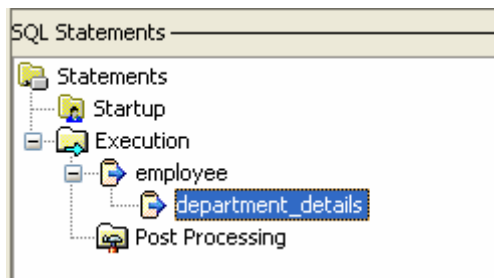 SQL Statements
Statements
Startup
Execution
employee
department_details
Post Processing